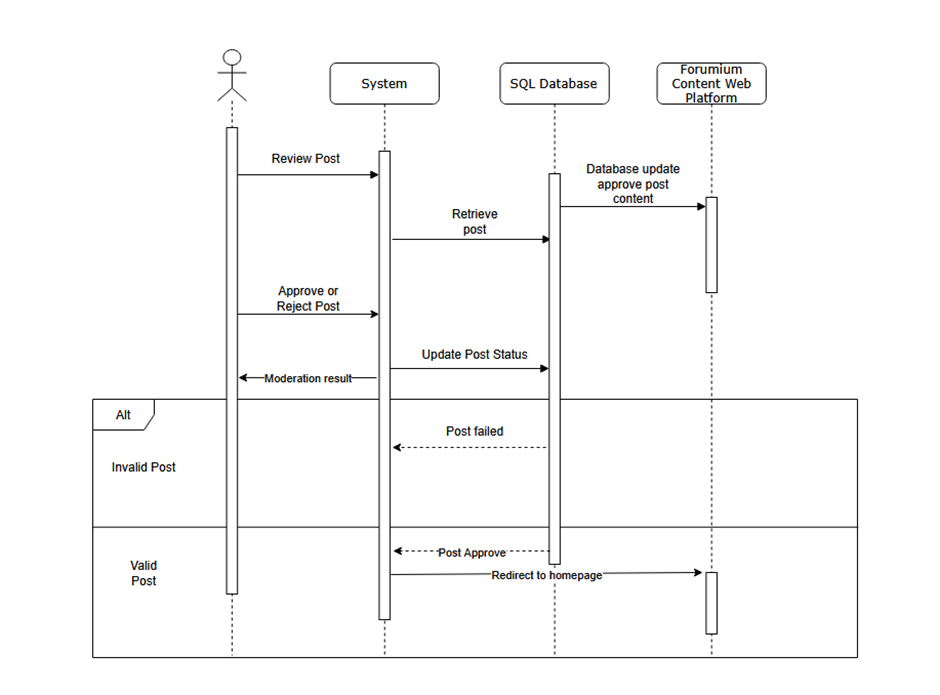 System
SQL Database
Forumium
Content Web
Platform
Review Post
Database update
approve post
content
Retrieve
post
Approve or
Reject Post
Update Post Status
Moderation result
Alt
Post failed
Invalid Post
Post Approve
Valid
Post
Redirect to homepage